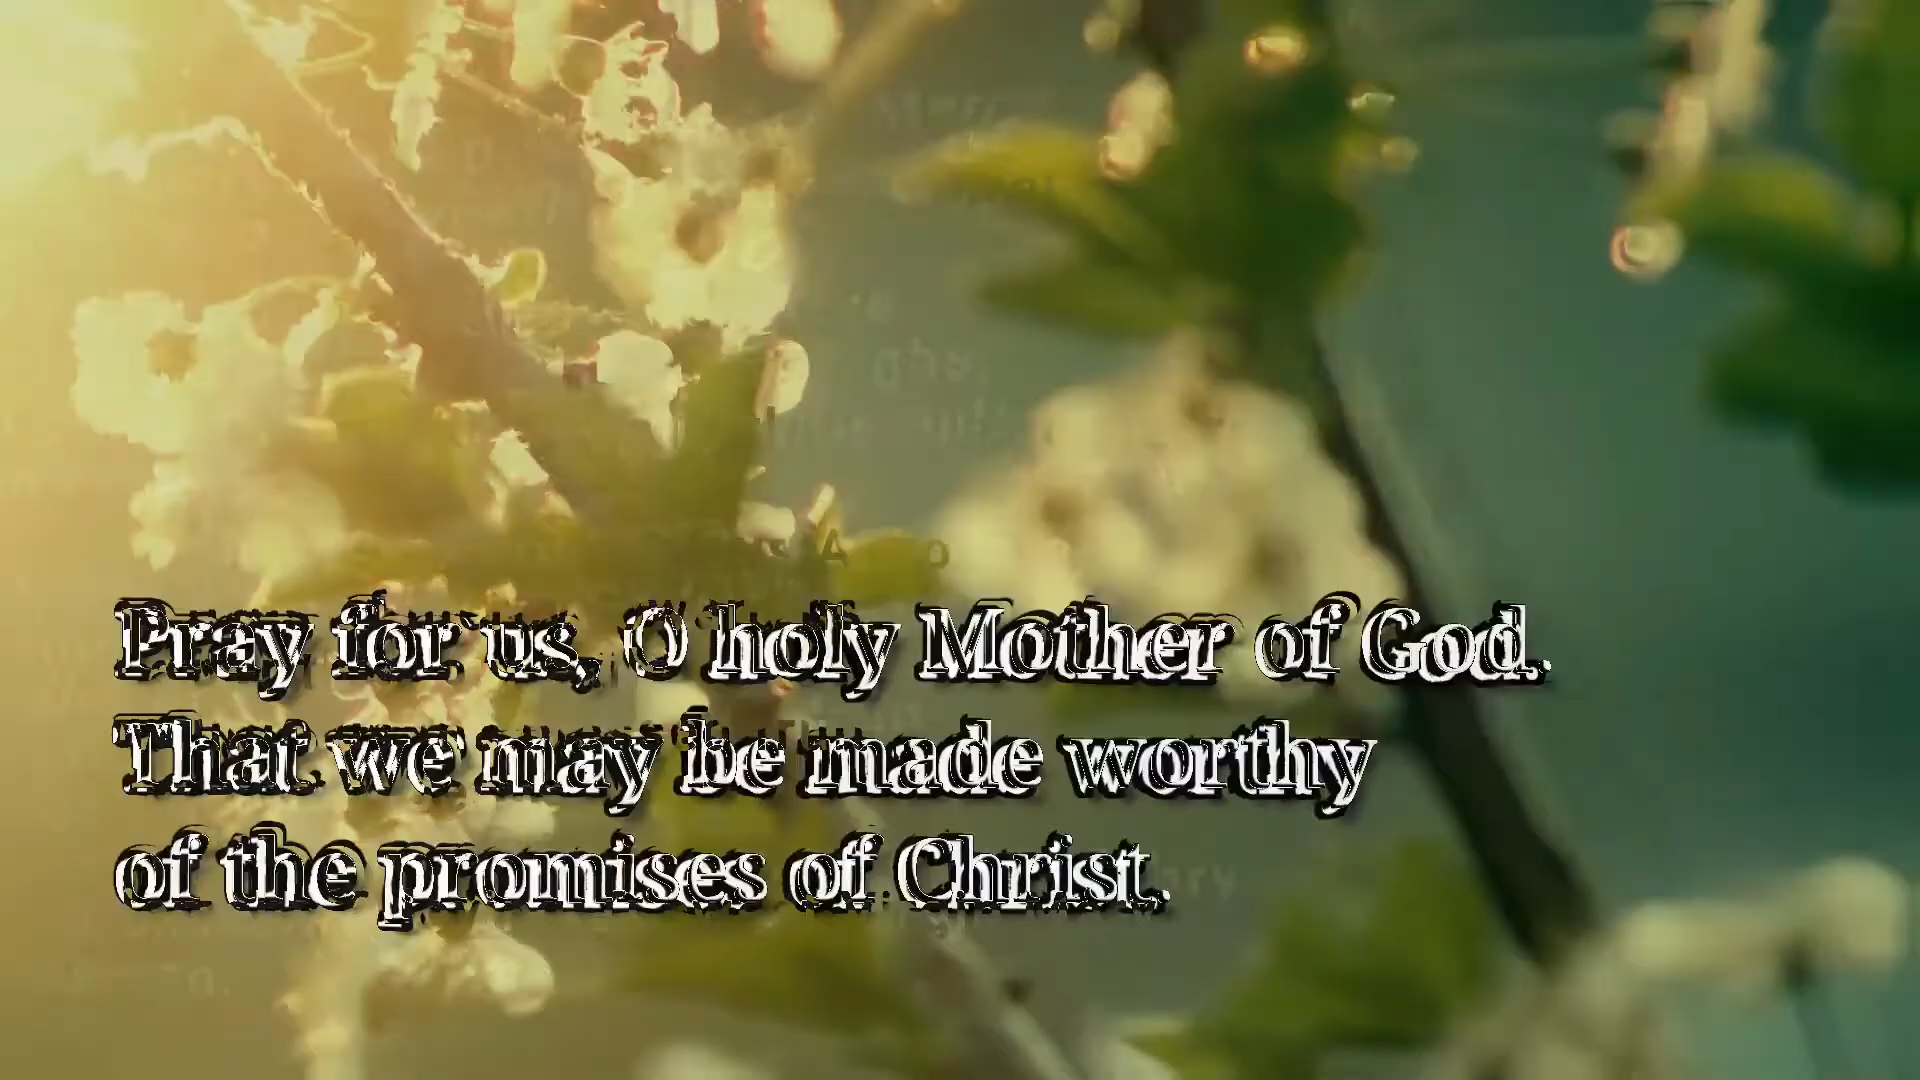 Pray for us, O holy Mother of God.
That we may be made worthy
of the promises of Christ.